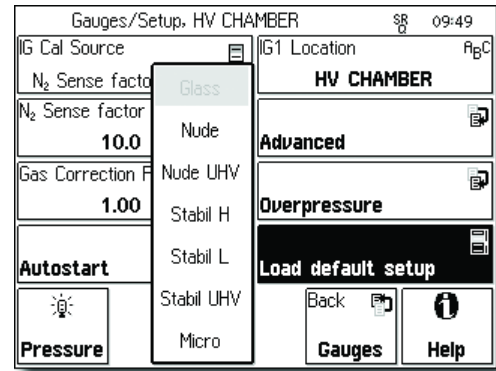 Gauges/Setup, HV CHAMBER SR Q 09:49
IG Cal Source
N₂ Sense facto
IG1 Location ABC
HV CHAMBER
N₂ Sense factor
10.0
Advanced
Gas Correction F
1.00
Overpressure
Autostart
Load default setup
Glass
Nude
Nude UHV
Stabil H
Stabil L
Stabil UHV
Micro
Pressure
Back
Gauges
Help